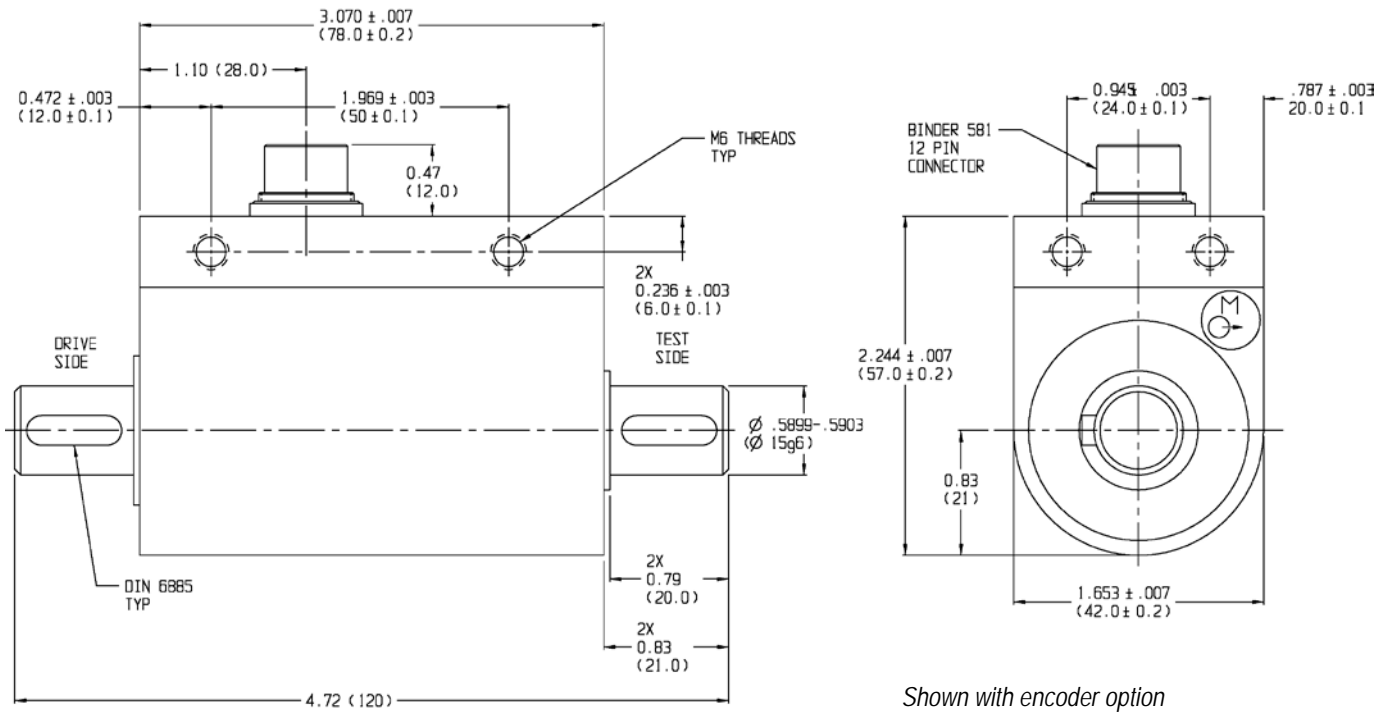 3.070 ± .007
(78.0 ± 0.2)
1.10 (28.0)
0.472 ± .003
(12.0 ± 0.1)
1.969 ± .003
(50 ± 0.1)
M6 THREADS
TYP
0.47
(12.0)
2X
0.236 ± .003
(6.0 ± 0.1)
DRIVE
SIDE
TEST
SIDE
Ø .5899-.5903
(Ø 15g6)
DIN 6885
TYP
2X
0.79
(20.0)
2X
0.83
(21.0)
4.72 (120)
0.945± .003
(24.0 ± 0.1)
.787 ± .003
20.0 ± 0.1
BINDER 581
12 PIN
CONNECTOR
M
2.244 ± .007
(57.0 ± 0.2)
0.83
(21)
1.653 ± .007
(42.0 ± 0.2)
Shown with encoder option